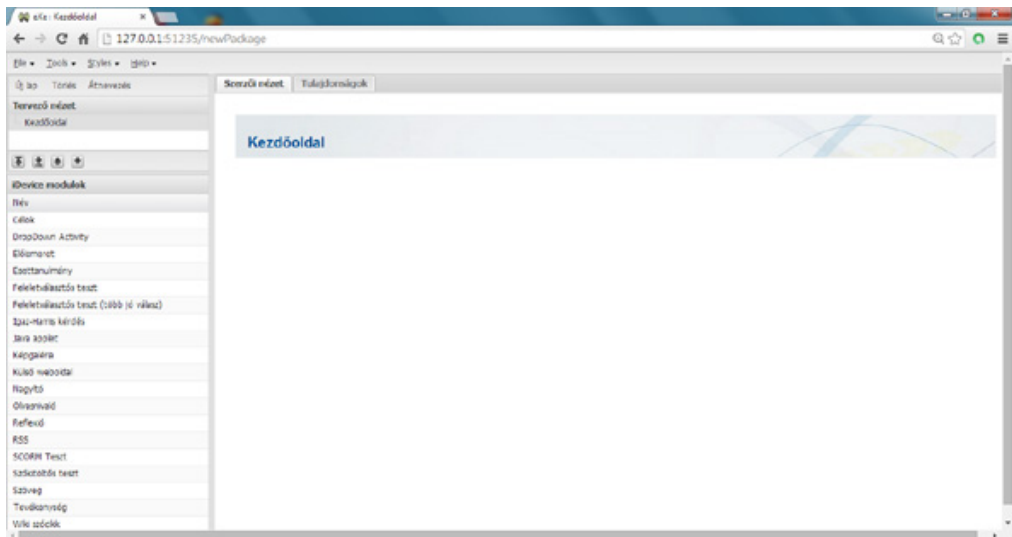 eXe : Kezdőoldal
127.0.0.1:51235/newPackage
File Tools Styles Help
Új lap Törlés Átnevezés
Szerzői nézet Tulajdonságok
Tervező nézet
Kezdőoldal
Kezdőoldal
iDevice modulok
Név
Célok
DropDown Activity
Előismeret
Esettanulmány
Feleletválasztós teszt
Feleletválasztós teszt (több jó válasz)
Igaz-Hamis kérdés
Java applet
Képgaléria
Külső weboldal
Nagyító
Olvasnivaló
Reflexió
RSS
SCORM Teszt
Szókitöltős teszt
Szöveg
Tevékenység
Wiki szócikk